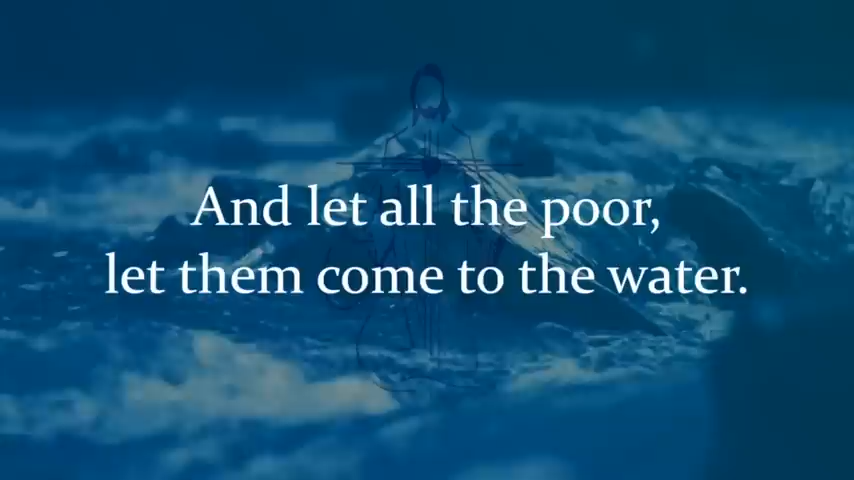 And let all the poor,
let them come to the water.